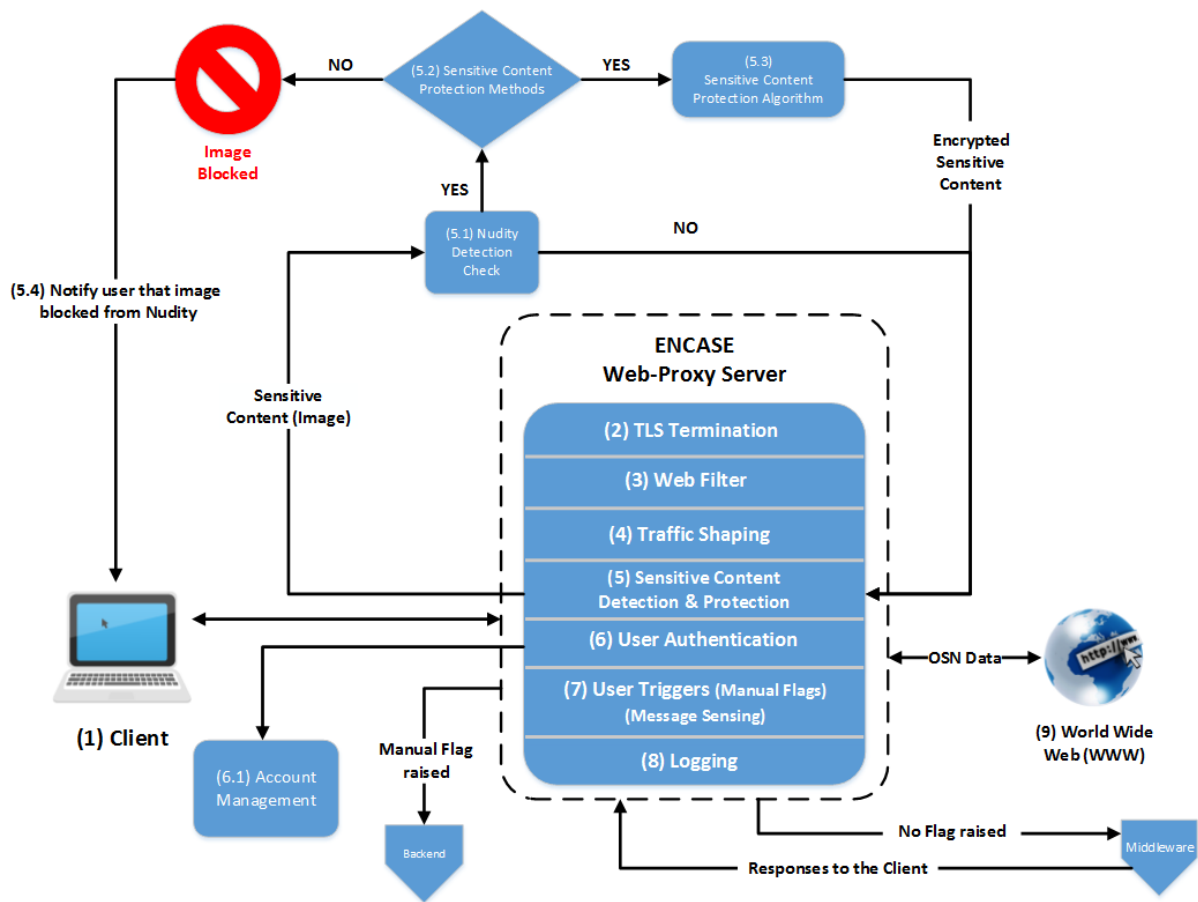 NO
(5.2) Sensitive Content
Protection Methods
YES
(5.3)
Sensitive Content
Protection Algorithm
Image
Blocked
Encrypted
Sensitive
Content
YES
(5.1) Nudity
Detection
Check
NO
(5.4) Notify user that image
blocked from Nudity
ENCASE
Web-Proxy Server
Sensitive
Content (Image)
(2) TLS Termination
(3) Web Filter
(4) Traffic Shaping
(5) Sensitive Content
Detection & Protection
(6) User Authentication
(7) User Triggers (Manual Flags)
(Message Sensing)
(8) Logging
OSN Data
http://www.
(1) Client
(9) World Wide
Web (WWW)
(6.1) Account
Management
Manual Flag
raised
Backend
No Flag raised
Responses to the Client
Middleware